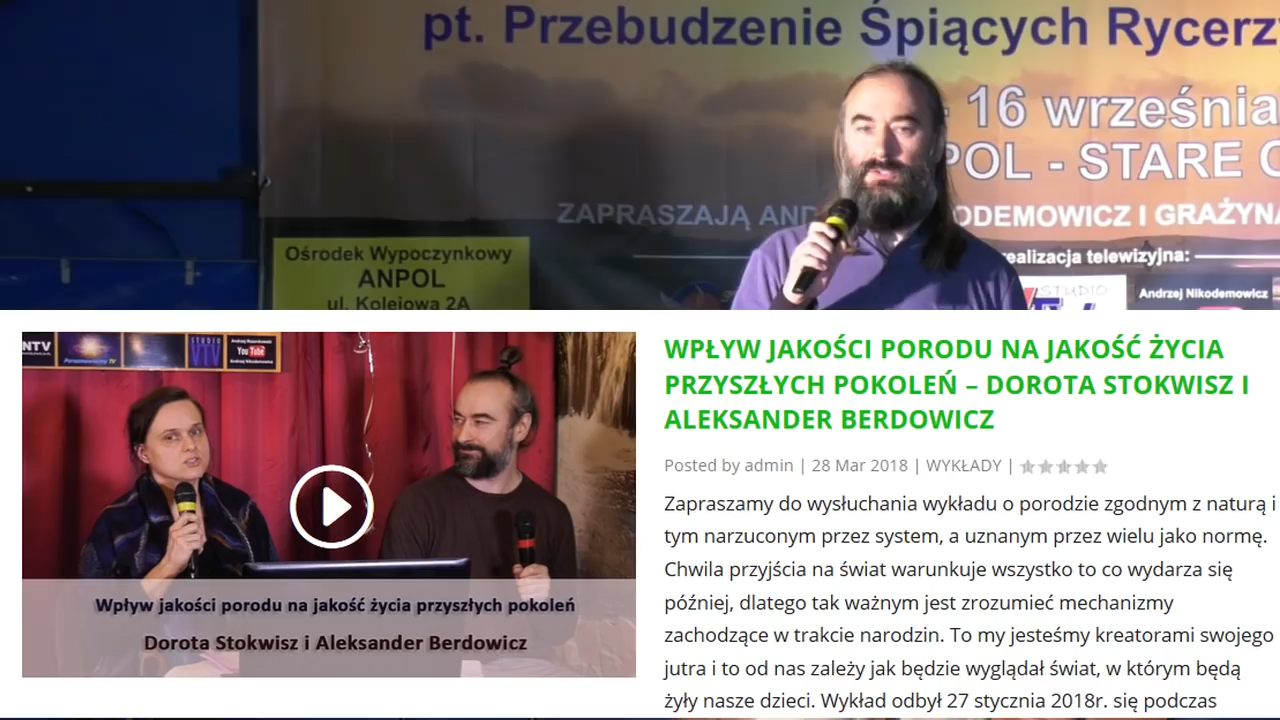 pt. Przebudzenie Śpiących Rycerzy
- 16 września
POL - STARE
ZAPRASZAJĄ
ODEMOWICZ I GRAŻYNA
realizacja telewizyjna:
Ośrodek Wypoczynkowy
ANPOL
ul. Kolejowa 2A
STUDIO
Andrzej Nikodemowicz
NTV
STUDIO
VTV
YouTube
Andrzej Nikodemowicz
Wpływ jakości porodu na jakość życia przyszłych pokoleń
Dorota Stokwisz i Aleksander Berdowicz
WPŁYW JAKOŚCI PORODU NA JAKOŚĆ ŻYCIA
PRZYSZŁYCH POKOLEŃ – DOROTA STOKWISZ I
ALEKSANDER BERDOWICZ
Posted by admin | 28 Mar 2018 | WYKŁADY |
Zapraszamy do wysłuchania wykładu o porodzie zgodnym z naturą i
tym narzuconym przez system, a uznanym przez wielu jako normę.
Chwila przyjścia na świat warunkuje wszystko to co wydarza się
później, dlatego tak ważnym jest zrozumieć mechanizmy
zachodzące w trakcie narodzin. To my jesteśmy kreatorami swojego
jutra i to od nas zależy jak będzie wyglądał świat, w którym będą
żyły nasze dzieci. Wykład odbył 27 stycznia 2018r. się podczas